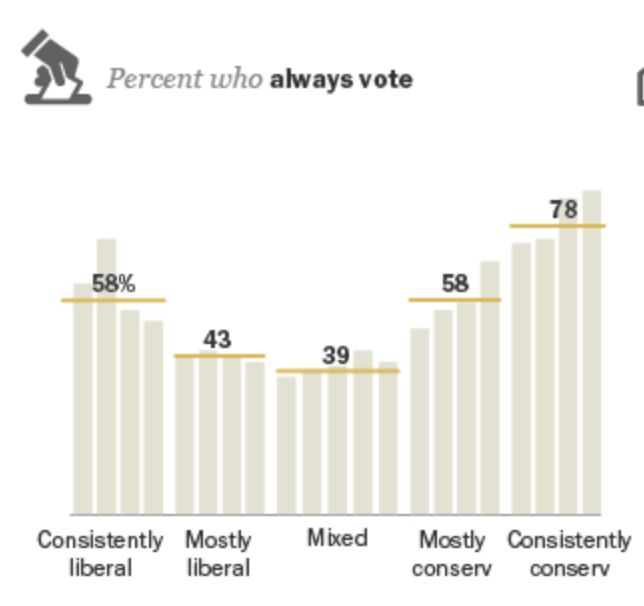 Percent who always vote
78
58%
58
43
39
Consistently liberal
Mostly liberal
Mixed
Mostly conserv
Consistently conserv